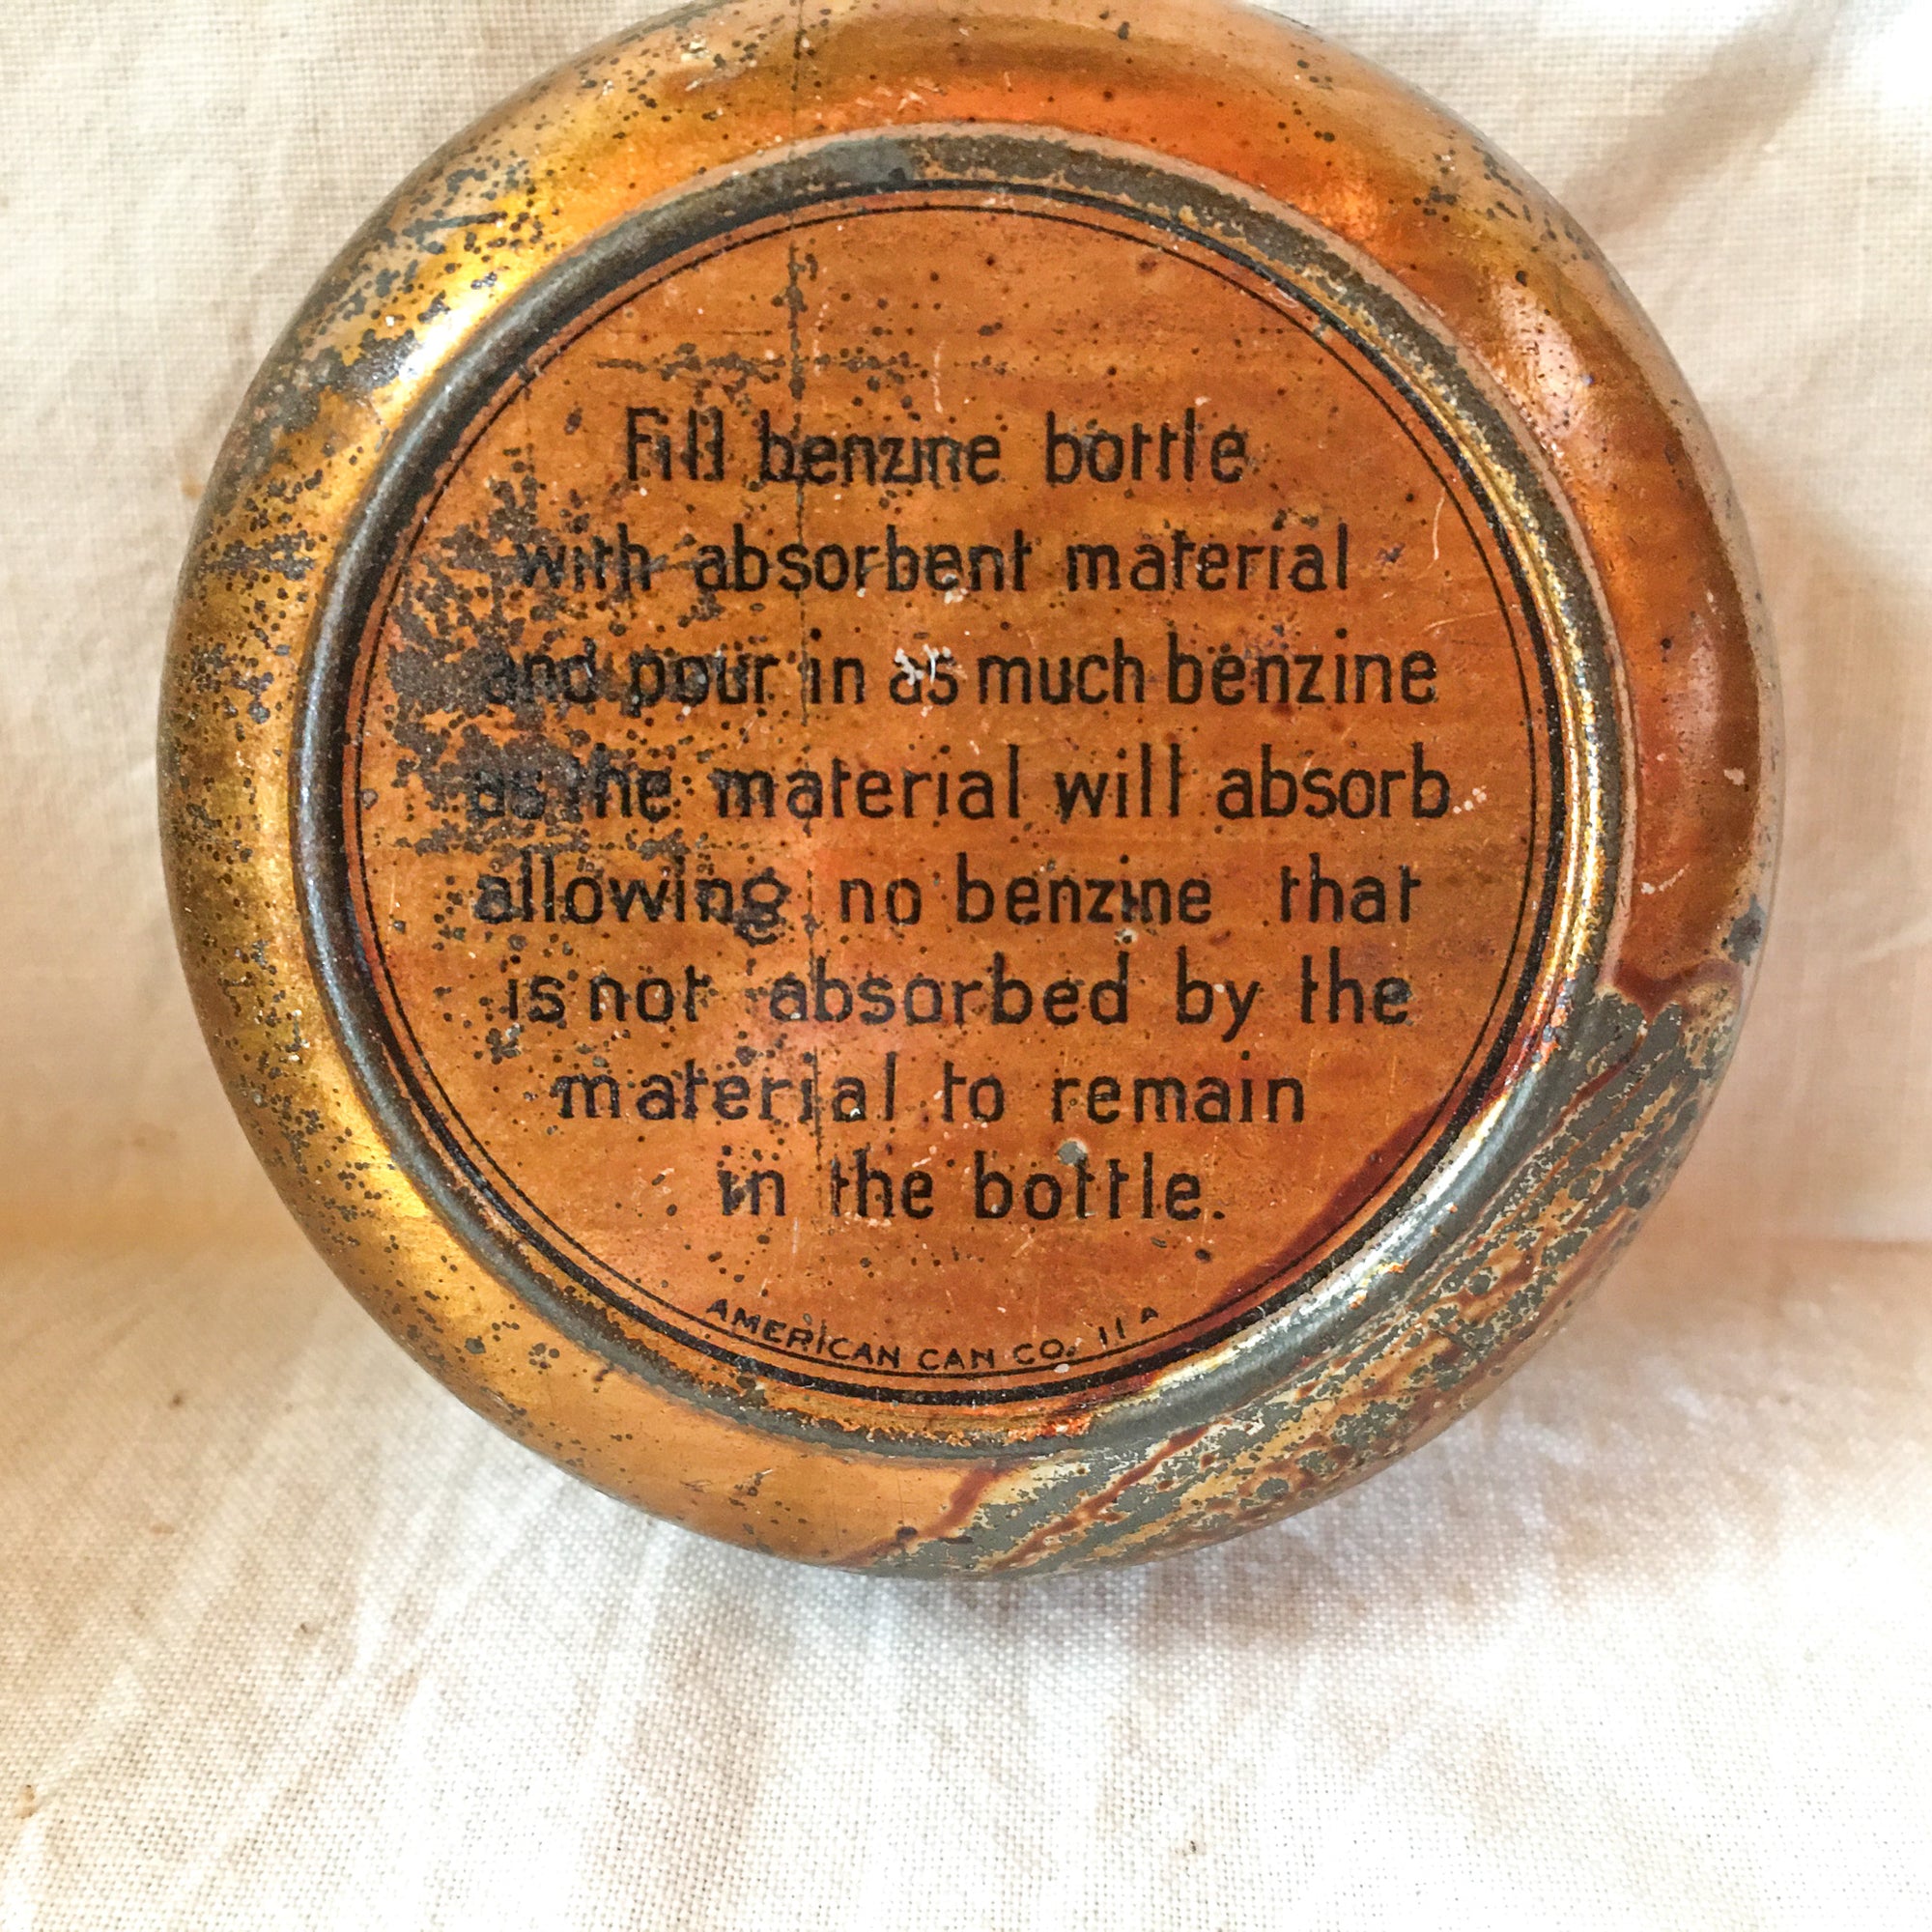 Fill benzine bottle
with absorbent material
and pour in as much benzine
as the material will absorb
allowing no benzine that
is not absorbed by the
material to remain
in the bottle.
AMERICAN CAN CO. 11 A